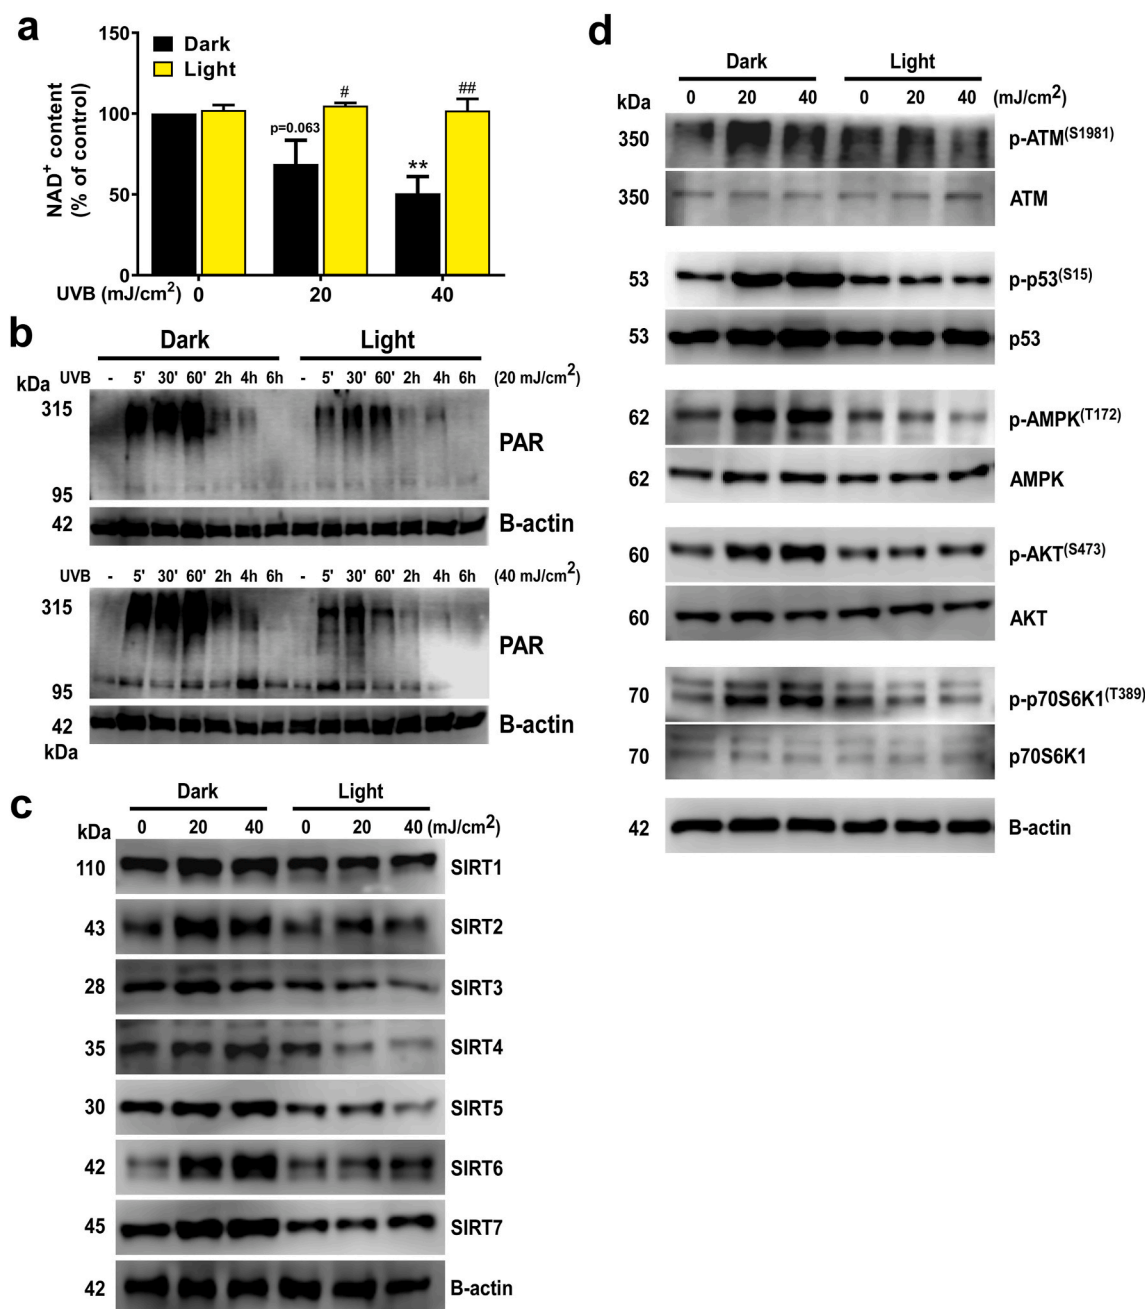 a
NAD+ content
(% of control)
150
100
50
0
Dark
Light
p=0.063
#
**
##
UVB (mJ/cm2)
0 20 40
b
Dark Light
kDa UVB - 5' 30' 60' 2h 4h 6h - 5' 30' 60' 2h 4h 6h (20 mJ/cm2)
315
PAR
95
42 B-actin
UVB - 5' 30' 60' 2h 4h 6h - 5' 30' 60' 2h 4h 6h (40 mJ/cm2)
315
PAR
95
42 B-actin
kDa
c
Dark Light
kDa 0 20 40 0 20 40 (mJ/cm2)
110 SIRT1
43 SIRT2
28 SIRT3
35 SIRT4
30 SIRT5
42 SIRT6
45 SIRT7
42 B-actin
d
Dark Light
kDa 0 20 40 0 20 40 (mJ/cm2)
350 p-ATM(S1981)
350 ATM
53 p-p53(S15)
53 p53
62 p-AMPK(T172)
62 AMPK
60 p-AKT(S473)
60 AKT
70 p-p70S6K1(T389)
70 p70S6K1
42 B-actin